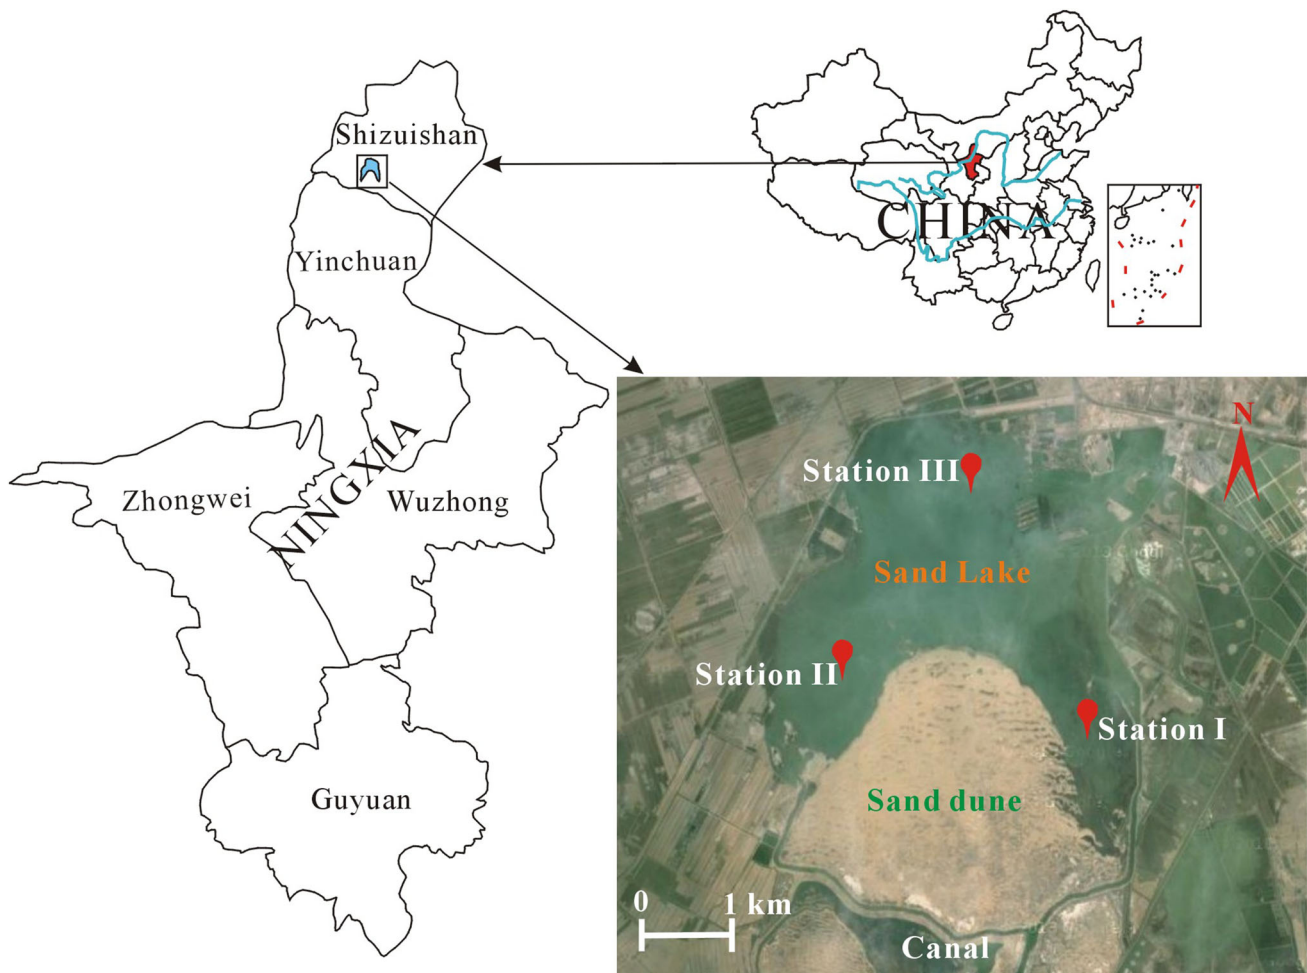 Shizuishan
Yinchuan
Zhongwei
NINGXIA
Wuzhong
Guyuan
CHINA
N
Station III
Sand Lake
Station II
Station I
Sand dune
0 1 km
Canal